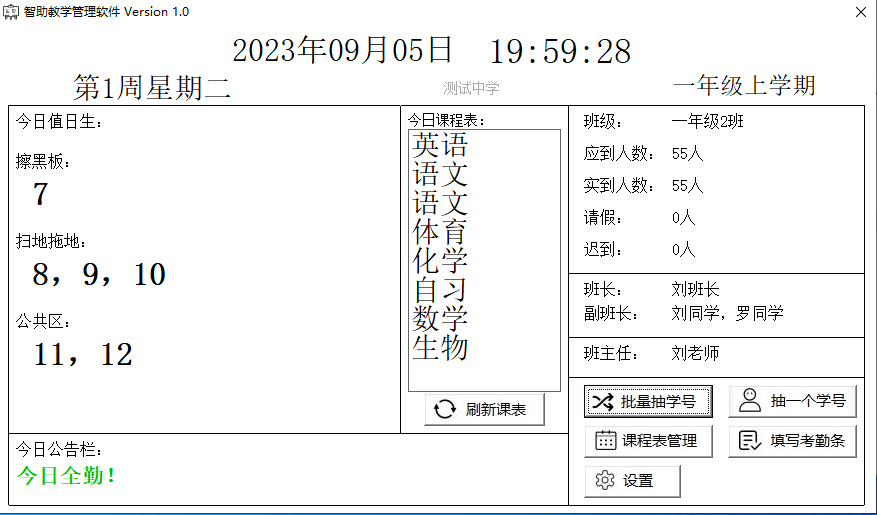 智助教学管理软件 Version 1.0
2023年09月05日 19:59:28
第1周星期二
测试中学
一年级上学期
今日值日生：
擦黑板：
7
扫地拖地：
8，9，10
公共区：
11，12
今日课程表：
英语
语文
语文
体育
化学
自习
数学
生物
刷新课表
班级： 一年级2班
应到人数： 55人
实到人数： 55人
请假： 0人
迟到： 0人
班长： 刘班长
副班长： 刘同学，罗同学
班主任： 刘老师
批量抽学号 抽一个学号
课程表管理 填写考勤条
设置
今日公告栏：
今日全勤！